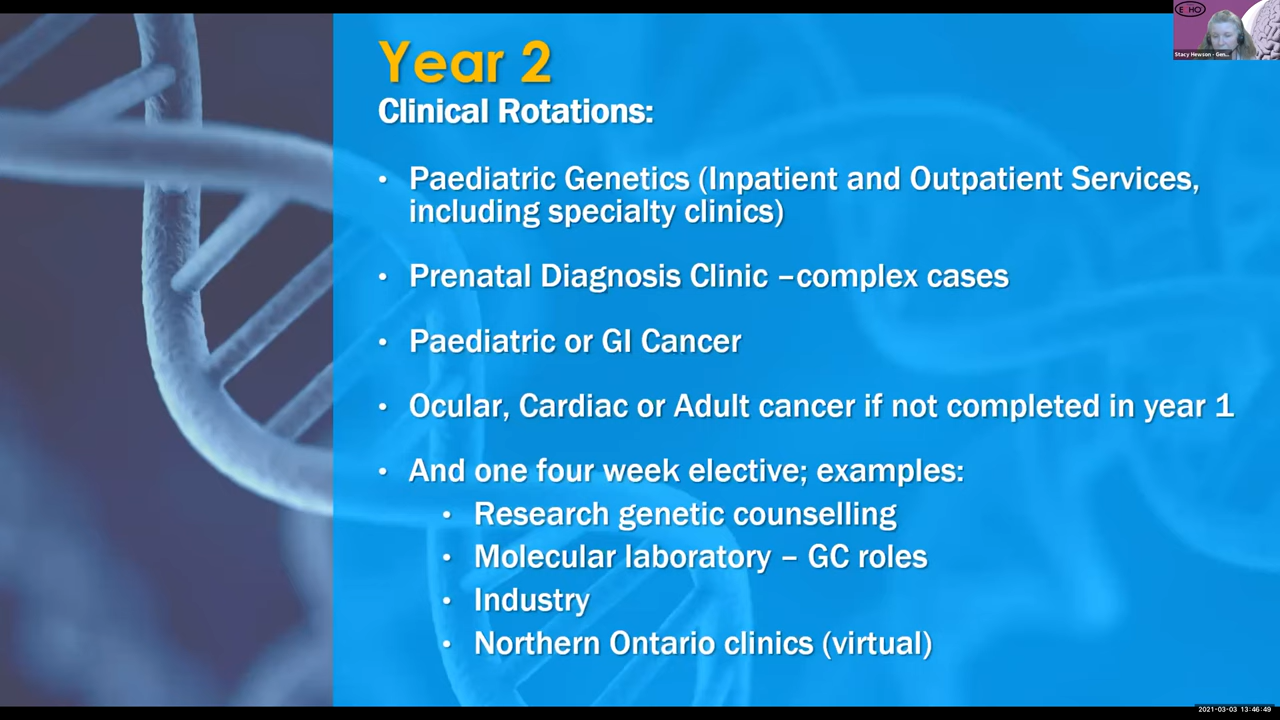 Year 2
Clinical Rotations:
• Paediatric Genetics (Inpatient and Outpatient Services,
including specialty clinics)
• Prenatal Diagnosis Clinic –complex cases
• Paediatric or GI Cancer
• Ocular, Cardiac or Adult cancer if not completed in year 1
• And one four week elective; examples:
• Research genetic counselling
• Molecular laboratory – GC roles
• Industry
• Northern Ontario clinics (virtual)
Stacy Hewson - Gen...
2021-03-03 13:46:49